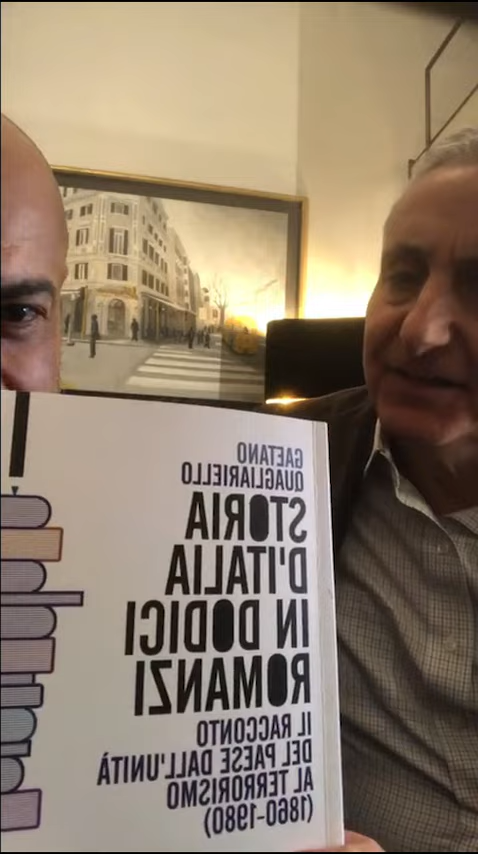 GAETANO
QUAGLIARIELLO
STORIA
D'ITALIA
IN DODICI
ROMANZI
IL RACCONTO
DEL PAESE DALL'UNITÀ
AL TERRORISMO
(1860-1980)